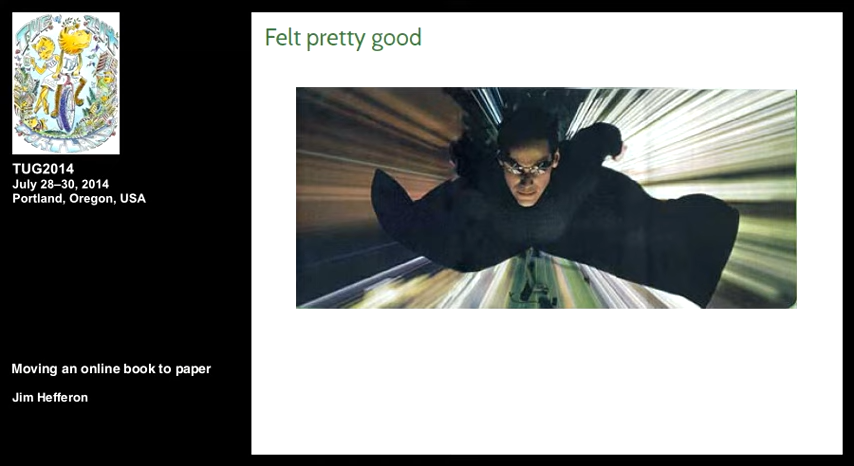 Felt pretty good
TUG2014
July 28–30, 2014
Portland, Oregon, USA
Moving an online book to paper
Jim Hefferon